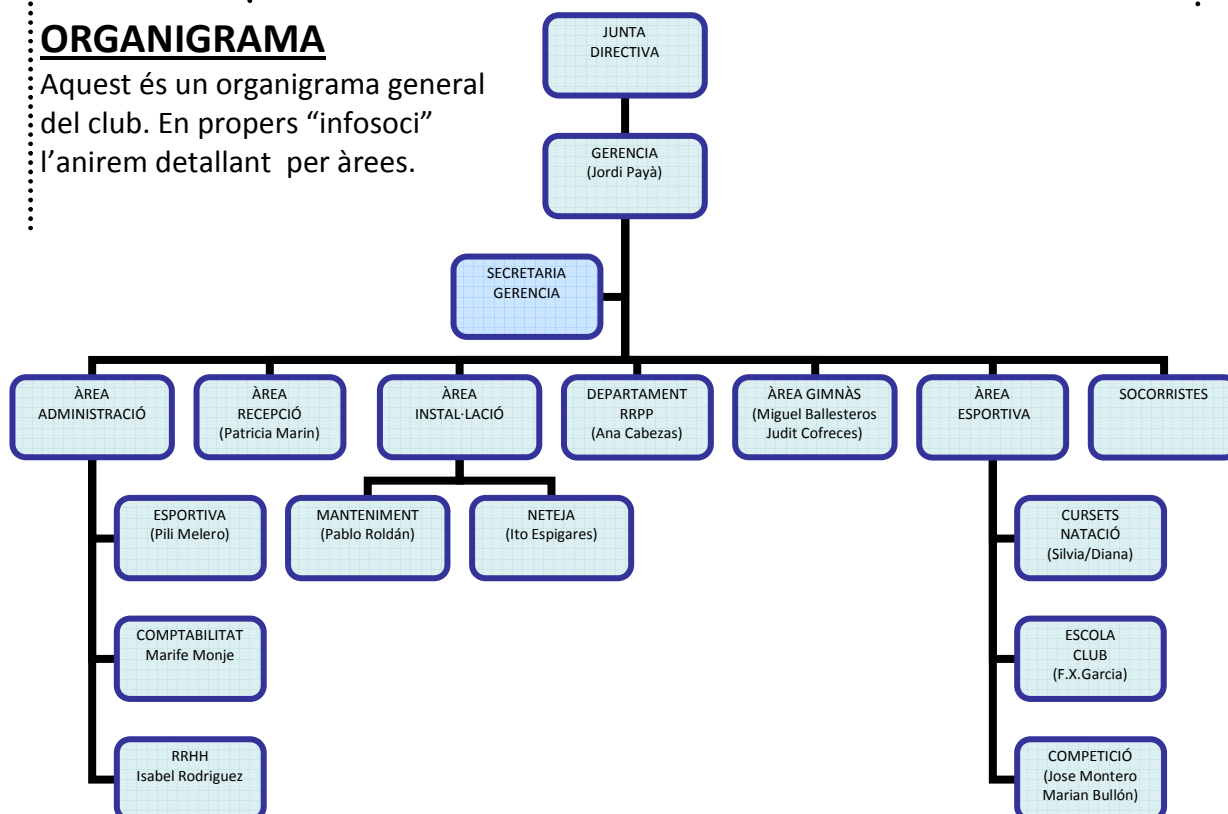 ORGANIGRAMA
Aquest és un organigrama general
del club. En propers “infosoci”
l’anirem detallant per àrees.
JUNTA
DIRECTIVA
GERENCIA
(Jordi Payà)
SECRETARIA
GERENCIA
ÀREA
ADMINISTRACIÓ
ÀREA
RECEPCIÓ
(Patricia Marin)
ÀREA
INSTAL·LACIÓ
DEPARTAMENT
RRPP
(Ana Cabezas)
ÀREA GIMNÀS
(Miguel Ballesteros
Judit Cofreces)
ÀREA
ESPORTIVA
SOCORRISTES
ESPORTIVA
(Pili Melero)
MANTENIMENT
(Pablo Roldán)
NETEJA
(Ito Espigares)
CURSETS
NATACIÓ
(Silvia/Diana)
COMPTABILITAT
Marife Monje
ESCOLA
CLUB
(F.X.Garcia)
RRHH
Isabel Rodriguez
COMPETICIÓ
(Jose Montero
Marian Bullón)